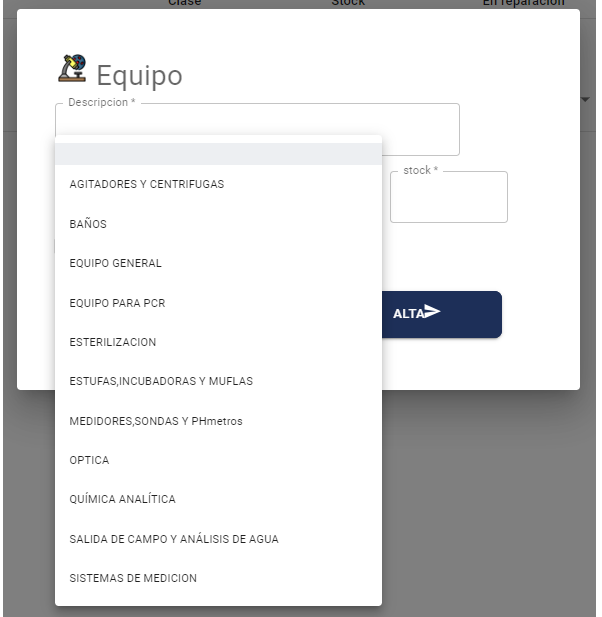 Clase Stock En reparacion
Equipo
Descripcion *
stock *
AGITADORES Y CENTRIFUGAS
BAÑOS
EQUIPO GENERAL
EQUIPO PARA PCR
ALTA
ESTERILIZACION
ESTUFAS,INCUBADORAS Y MUFLAS
MEDIDORES,SONDAS Y PHmetros
OPTICA
QUÍMICA ANALÍTICA
SALIDA DE CAMPO Y ANÁLISIS DE AGUA
SISTEMAS DE MEDICION